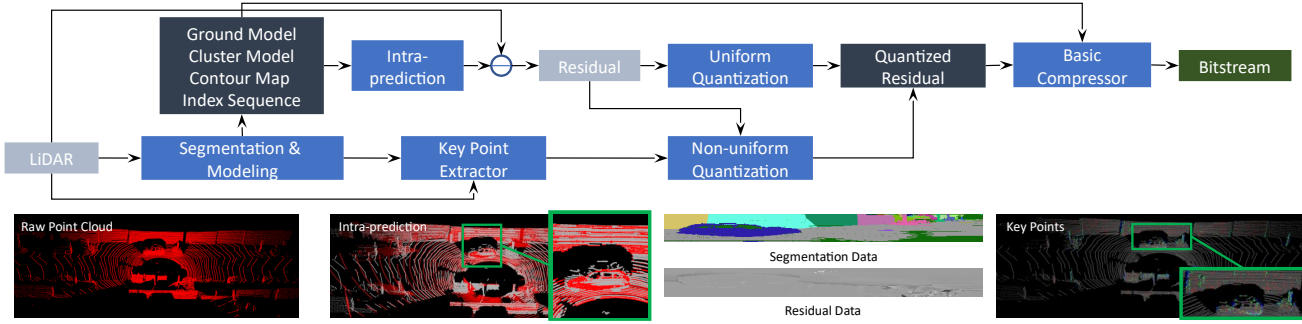 Ground Model
Cluster Model
Contour Map
Index Sequence
Intra-
prediction
Residual
Uniform
Quantization
Quantized
Residual
Basic
Compressor
Bitstream
LiDAR
Segmentation &
Modeling
Key Point
Extractor
Non-uniform
Quantization
Raw Point Cloud
Intra-prediction
Segmentation Data
Residual Data
Key Points